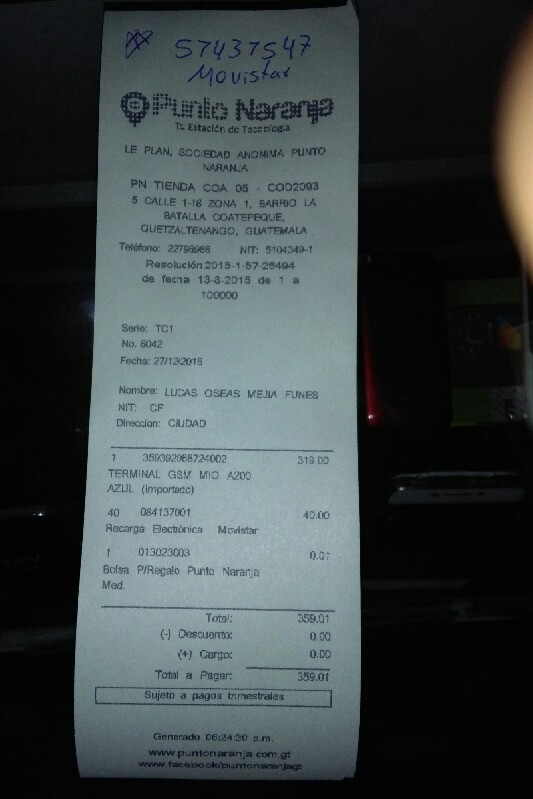 57437547
Movistar
Punto Naranja
Tu Estación de Tecnología
LE PLAN, SOCIEDAD ANONIMA PUNTO
NARANJA
PN TIENDA COA 05 - COD2093
5 CALLE 1-16 ZONA 1, BARRIO LA
BATALLA COATEPEQUE,
QUETZALTENANGO, GUATEMALA
Teléfono: 22796966 NIT: 5104349-1
Resolución 2015-1-57-26494
de fecha 13-3-2015 de 1 a
100000
Serie: TC1
No. 6042
Fecha: 27/12/2018
Nombre: LUCAS OSEAS MEJIA FUNES
NIT: CF
Direccion: CIUDAD
1 359392068724002 319.00
TERMINAL GSM MIO A200
AZUL (Importado)
40 084137001 40.00
Recarga Electrónica Movistar
1 013023003 0.01
Bolsa P/Regalo Punto Naranja
Med.
Total: 359.01
(-) Descuento: 0.00
(+) Cargo: 0.00
Total a Pagar: 359.01
Sujeto a pagos trimestrales
Generado 06:24:30 p.m.
www.puntonaranja.com.gt
www.facebook/puntonaranjagt